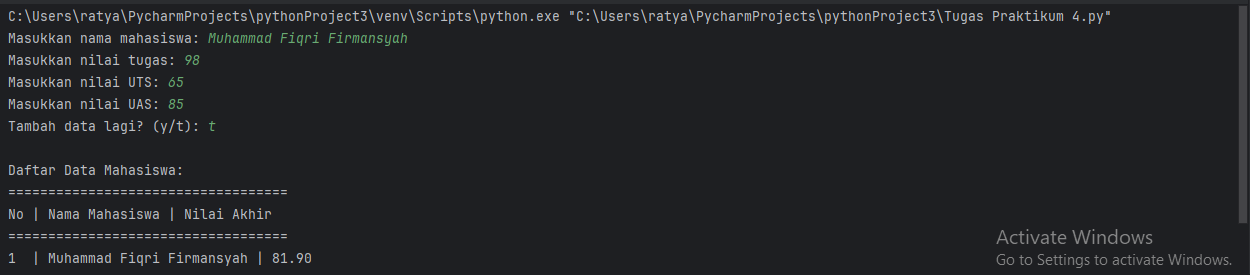 C:\Users\ratya\PycharmProjects\pythonProject3\venv\Scripts\python.exe "C:\Users\ratya\PycharmProjects\pythonProject3\Tugas Praktikum 4.py"
Masukkan nama mahasiswa: Muhammad Fiqri Firmansyah
Masukkan nilai tugas: 98
Masukkan nilai UTS: 65
Masukkan nilai UAS: 85
Tambah data lagi? (y/t): t
Daftar Data Mahasiswa:
===================================
No | Nama Mahasiswa | Nilai Akhir
===================================
1  | Muhammad Fiqri Firmansyah | 81.90
Activate Windows
Go to Settings to activate Windows.